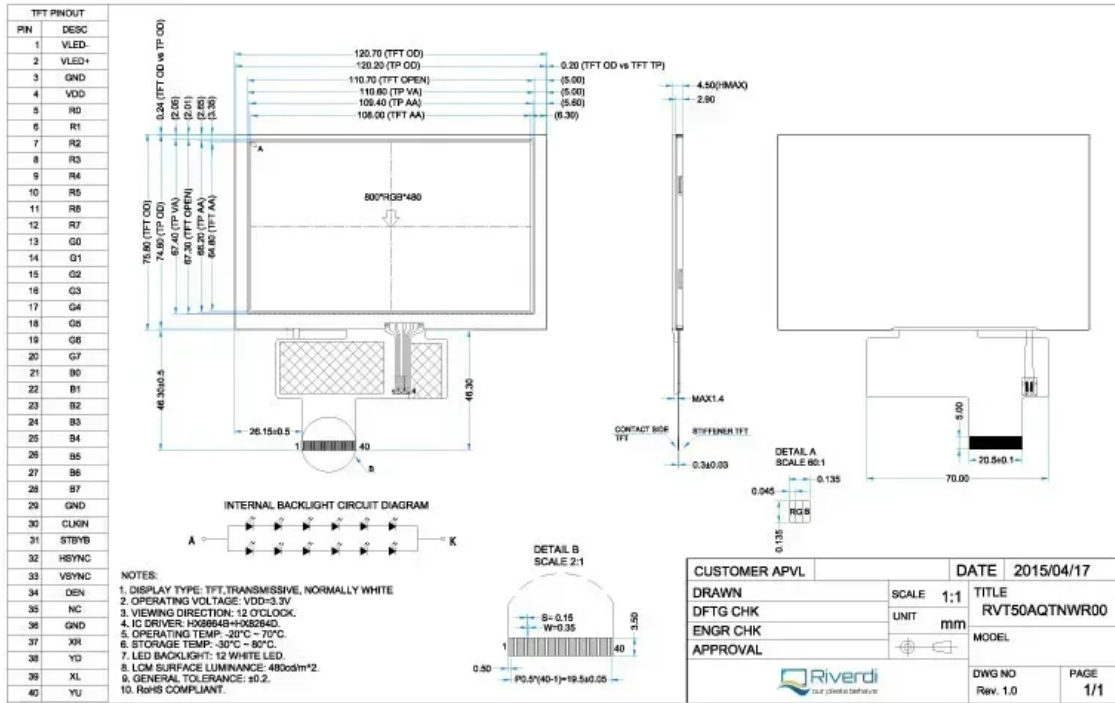 TFT PINOUT
PIN DESC
1 VLED-
2 VLED+
3 GND
4 VDD
5 R0
6 R1
7 R2
8 R3
9 R4
10 R5
11 R6
12 R7
13 G0
14 G1
15 G2
16 G3
17 G4
18 G5
19 G6
20 G7
21 B0
22 B1
23 B2
24 B3
25 B4
26 B5
27 B6
28 B7
29 GND
30 CLKIN
31 STBYB
32 HSYNC
33 VSYNC
34 DEN
35 NC
36 GND
37 XR
38 YD
39 XL
40 YU
120.70 (TFT OD)
120.20 (TP OD)
0.20 (TFT OD vs TFT TP)
110.70 (TFT OPEN)
(5.00)
110.60 (TP VA)
(5.00)
109.40 (TP AA)
(5.60)
108.00 (TFT AA)
(6.30)
0.24 (TFT OD vs TP OD)
(2.06)
(2.01)
(2.65)
(3.35)
75.80 (TFT OD)
74.80 (TP OD)
67.40 (TP VA)
67.30 (TFT OPEN)
66.20 (TP AA)
64.80 (TFT AA)
A
800*RGB*480
46.30±0.5
46.30
26.15±0.5
1
40
B
4.50(HMAX)
2.90
MAX1.4
CONTACT SIDE
TFT
STIFFENER TFT
0.3±0.03
5.00
20.5±0.1
70.00
DETAIL A
SCALE 60:1
0.135
0.045
RGB
0.135
INTERNAL BACKLIGHT CIRCUIT DIAGRAM
A
K
DETAIL B
SCALE 2:1
S= 0.15
W=0.35
3.50
1
40
0.50
P0.5*(40-1)=19.5±0.05
NOTES:
1. DISPLAY TYPE: TFT,TRANSMISSIVE, NORMALLY WHITE
2. OPERATING VOLTAGE: VDD=3.3V
3. VIEWING DIRECTION: 12 O'CLOCK.
4. IC DRIVER: HX8664B+HX8264D.
5. OPERATING TEMP: -20°C ~ 70°C.
6. STORAGE TEMP: -30°C ~ 80°C.
7. LED BACKLIGHT: 12 WHITE LED.
8. LCM SURFACE LUMINANCE: 480cd/m^2.
9. GENERAL TOLERANCE: ±0.2.
10. RoHS COMPLIANT.
CUSTOMER APVL
DATE 2015/04/17
DRAWN
SCALE 1:1
TITLE
RVT50AQTNWR00
DFTG CHK
UNIT mm
ENGR CHK
MODEL
APPROVAL
Riverdi
our pixels behave
DWG NO
Rev. 1.0
PAGE
1/1